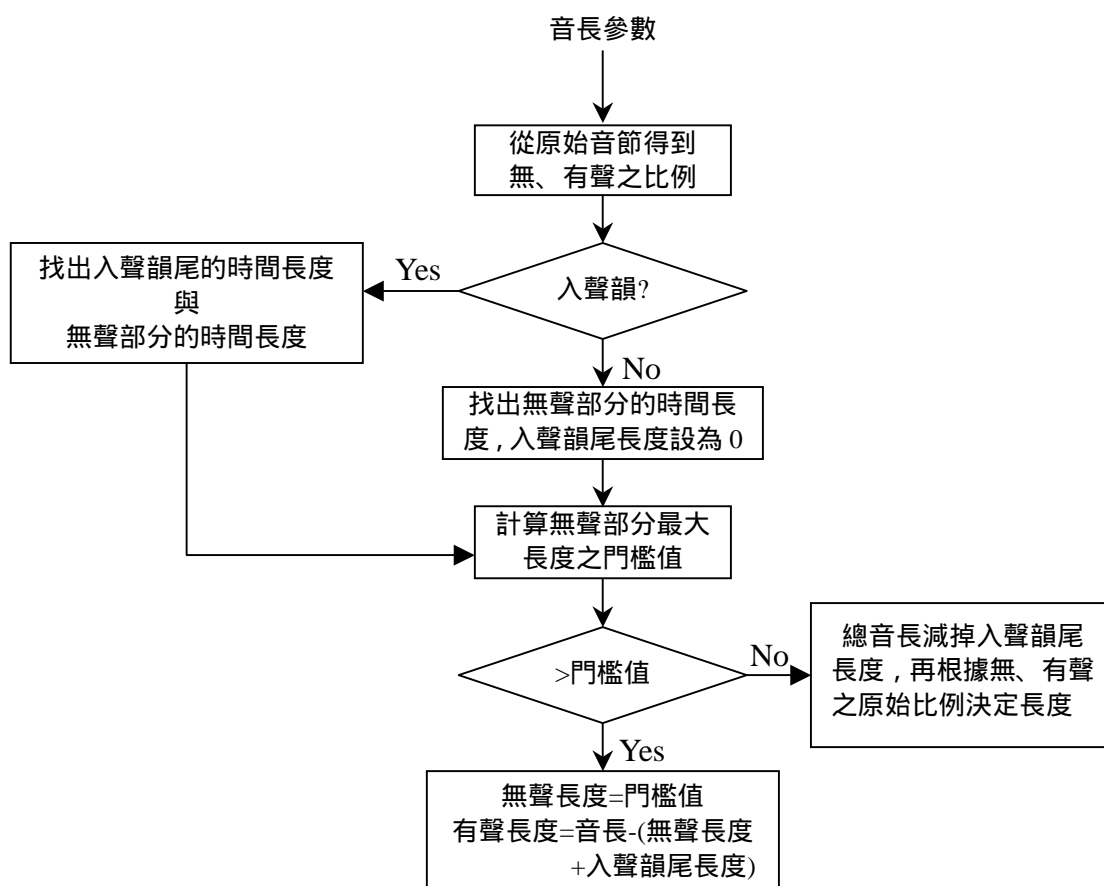 音長參數
從原始音節得到
無、有聲之比例
入聲韻?
Yes
找出入聲韻尾的時間長度
與
無聲部分的時間長度
No
找出無聲部分的時間長
度，入聲韻尾長度設為 0
計算無聲部分最大
長度之門檻值
>門檻值
No
總音長減掉入聲韻尾
長度，再根據無、有聲
之原始比例決定長度
Yes
無聲長度=門檻值
有聲長度=音長-(無聲長度
+入聲韻尾長度)